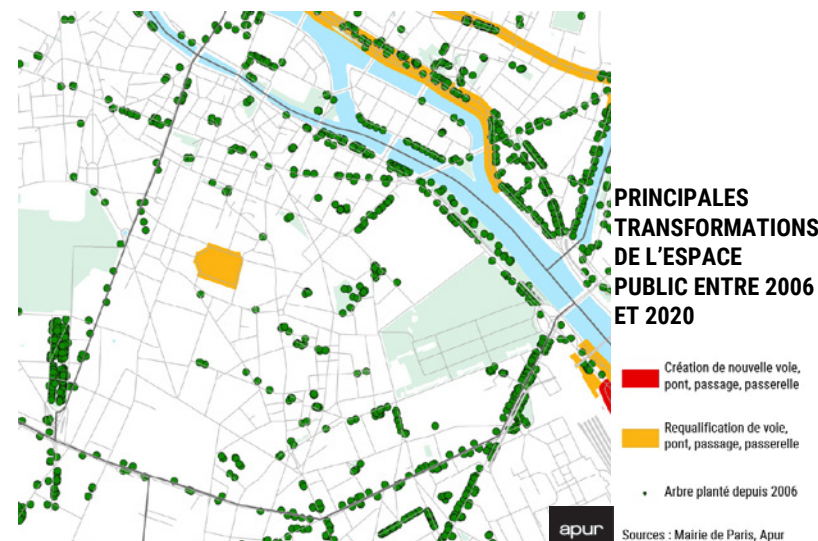 PRINCIPALES
TRANSFORMATIONS
DE L’ESPACE
PUBLIC ENTRE 2006
ET 2020
Création de nouvelle voie,
pont, passage, passerelle
Requalification de voie,
pont, passage, passerelle
Arbre planté depuis 2006
apur
Sources : Mairie de Paris, Apur